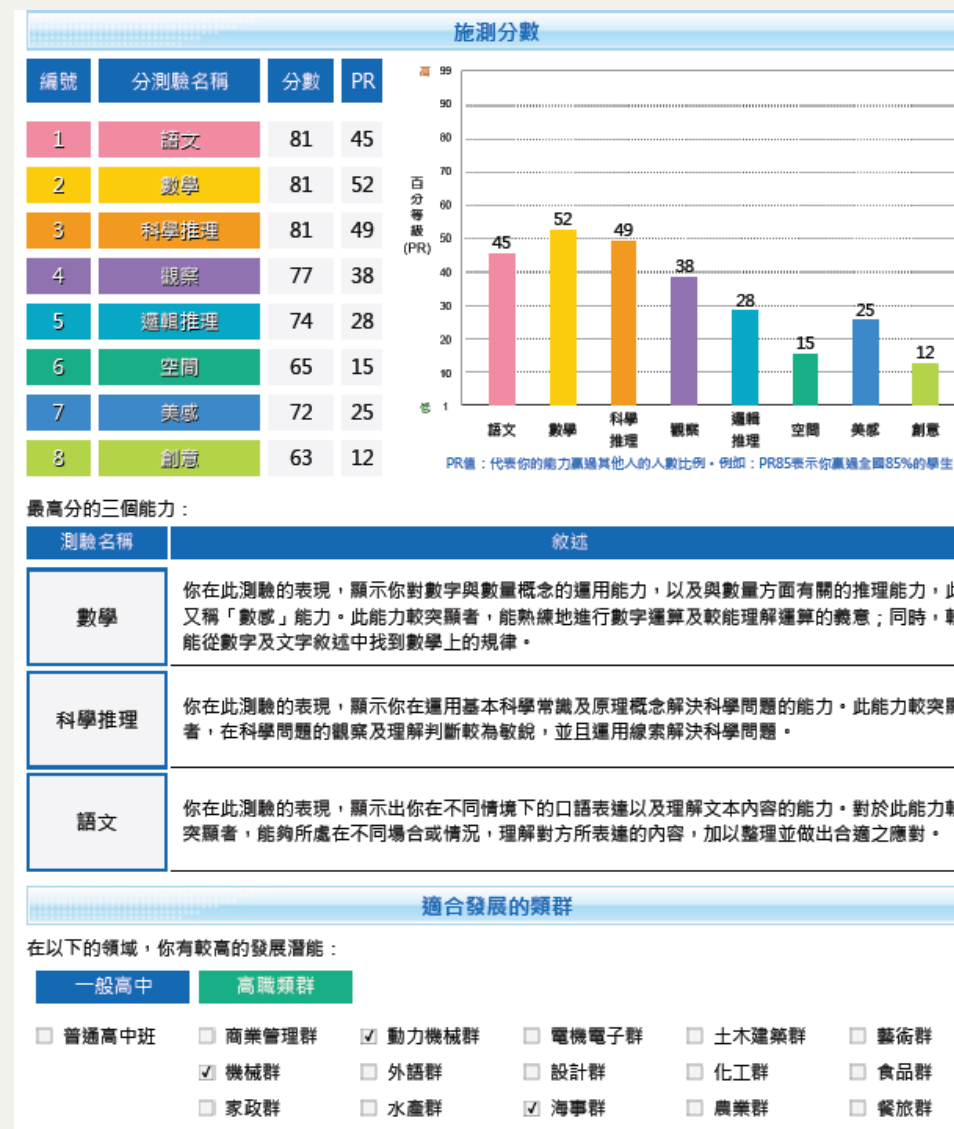 施測分數
編號 分測驗名稱 分數 PR
1 語文 81 45
2 數學 81 52
3 科學推理 81 49
4 觀察 77 38
5 邏輯推理 74 28
6 空間 65 15
7 美感 72 25
8 創意 63 12
高 99
90
80
70
60
50
40
30
20
10
低 1
百分等級(PR)
45 52 49 38 28 15 25 12
語文 數學 科學推理 觀察 邏輯推理 空間 美感 創意
PR值:代表你的能力贏過其他人的人數比例。例如:PR85表示你贏過全國85%的學生
最高分的三個能力:
測驗名稱 敘述
數學
你在此測驗的表現,顯示你對數字與數量概念的運用能力,以及與數量方面有關的推理能力,
又稱「數感」能力。此能力較突顯者,能熟練地進行數字運算及較能理解運算的義意;同時,
能從數字及文字敘述中找到數學上的規律。
科學推理
你在此測驗的表現,顯示你在運用基本科學常識及原理概念解決科學問題的能力。此能力較突
者,在科學問題的觀察及理解判斷較為敏銳,並且運用線索解決科學問題。
語文
你在此測驗的表現,顯示出你在不同情境下的口語表達以及理解文本內容的能力。對於此能力
突顯者,能夠所處在不同場合或情況,理解對方所表達的內容,加以整理並做出合適之應對。
適合發展的類群
在以下的領域,你有較高的發展潛能:
一般高中 高職類群
普通高中班 商業管理群 動力機械群 電機電子群 土木建築群 藝術群
機械群 外語群 設計群 化工群 食品群
家政群 水產群 海事群 農業群 餐旅群